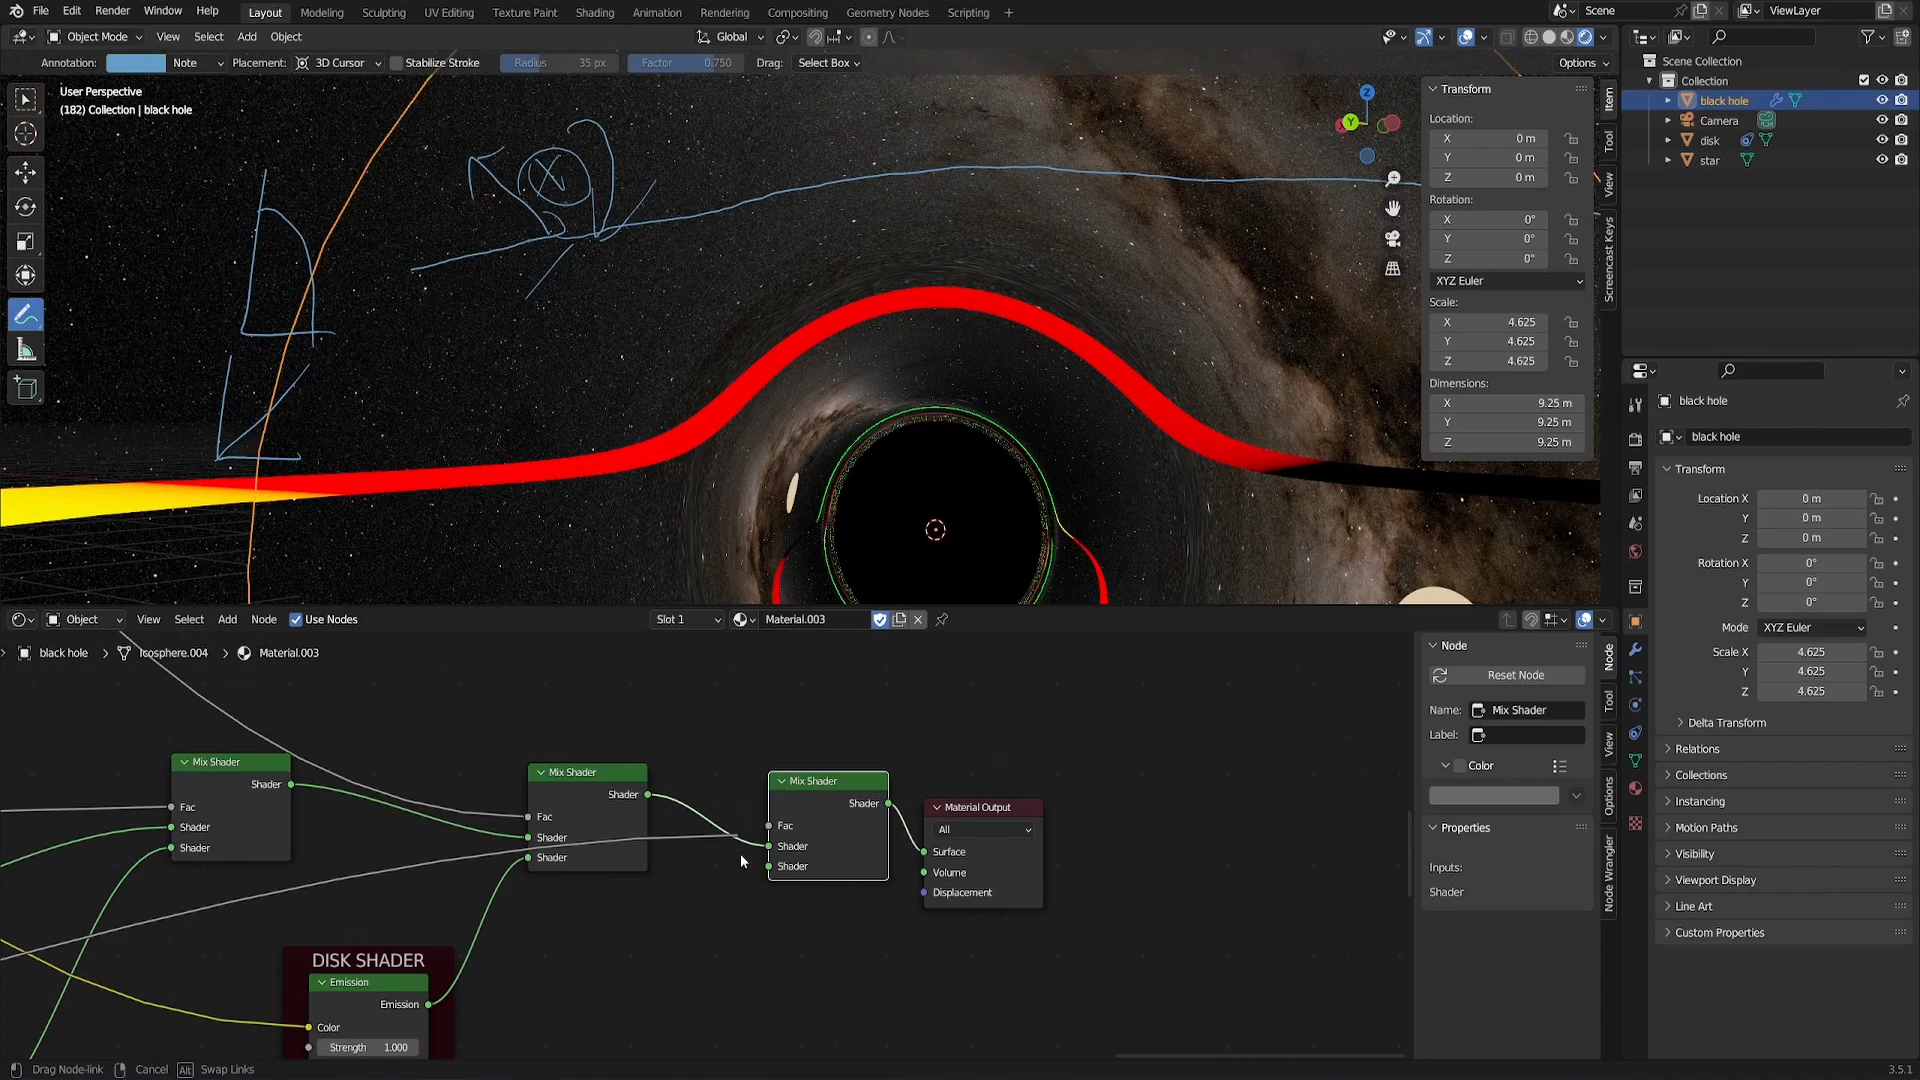 File Edit Render Window Help Layout Modeling Sculpting UV Editing Texture Paint Shading Animation Rendering Compositing Geometry Nodes Scripting + Scene ViewLayer
Object Mode View Select Add Object Global
Annotation: Note Placement: 3D Cursor Stabilize Stroke Radius 35 px Factor 0.750 Drag: Select Box Options
User Perspective
(182) Collection | black hole
Z
Y
X
Transform
Location:
X 0 m
Y 0 m
Z 0 m
Rotation:
X 0°
Y 0°
Z 0°
XYZ Euler
Scale:
X 4.625
Y 4.625
Z 4.625
Dimensions:
X 9.25 m
Y 9.25 m
Z 9.25 m
Item
Tool
View
Screencast Keys
Scene Collection
Collection
black hole
Camera
disk
star
black hole
black hole
Transform
Location X 0 m
Y 0 m
Z 0 m
Rotation X 0°
Y 0°
Z 0°
Mode XYZ Euler
Scale X 4.625
Y 4.625
Z 4.625
Delta Transform
Relations
Collections
Instancing
Motion Paths
Visibility
Viewport Display
Line Art
Custom Properties
Object View Select Add Node Use Nodes Slot 1 Material.003
black hole > Icosphere.004 > Material.003
Mix Shader
Shader
Fac
Shader
Shader
Mix Shader
Shader
Fac
Shader
Shader
Mix Shader
Shader
Fac
Shader
Shader
Material Output
All
Surface
Volume
Displacement
DISK SHADER
Emission
Emission
Color
Strength 1.000
Node
Reset Node
Name: Mix Shader
Label:
Color
Properties
Inputs:
Shader
Node
Tool
View
Options
Node Wrangler
Drag Node-link Cancel Alt Swap Links 3.5.1